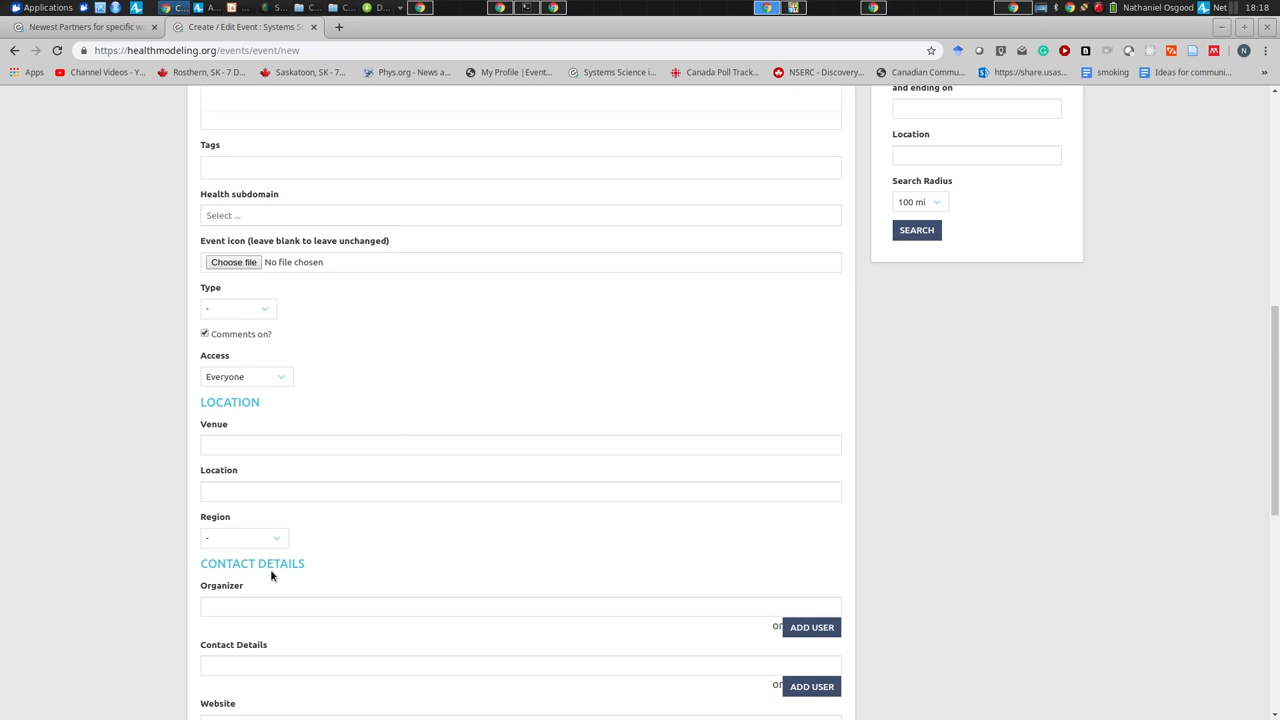 Applications
C...
A...
S...
C...
C...
D...
Nathaniel Osgood
Net
18:18
Newest Partners for specific w
Create / Edit Event : Systems S
https://healthmodeling.org/events/event/new
Apps
Channel Videos - Y...
Rosthern, SK - 7 D...
Saskatoon, SK - 7...
Phys.org - News a...
My Profile | Event...
Systems Science i...
Canada Poll Track...
NSERC - Discovery...
Canadian Commu...
https://share.usas...
smoking
Ideas for communi...
»
and ending on
Tags
Location
Health subdomain
Search Radius
Select ...
100 mi
SEARCH
Event icon (leave blank to leave unchanged)
Choose file No file chosen
Type
-
Comments on?
Access
Everyone
LOCATION
Venue
Location
Region
-
CONTACT DETAILS
Organizer
or ADD USER
Contact Details
or ADD USER
Website